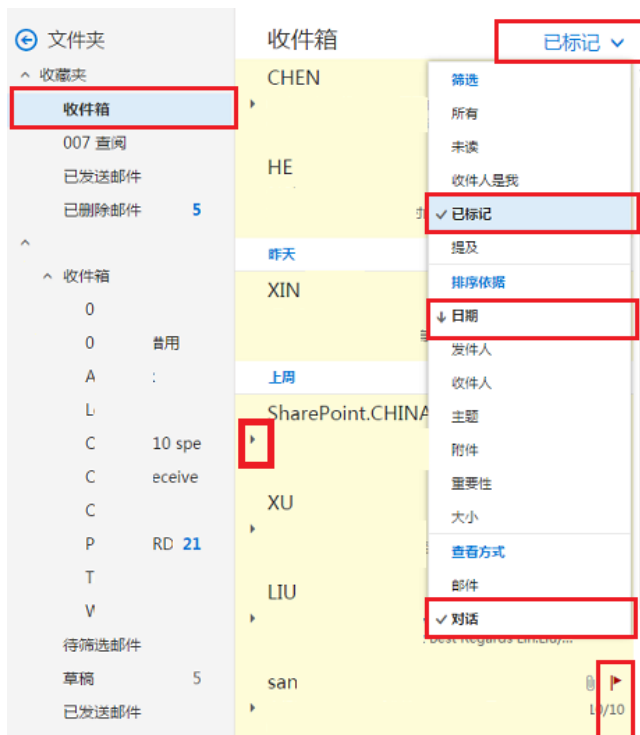 文件夹
收藏夹
收件箱
007 查阅
已发送邮件
已删除邮件 5
收件箱
0
0 昔用
A :
L
C 10 spe
C eceive
C
P RD 21
T
W
待筛选邮件
草稿 5
已发送邮件
收件箱 已标记
CHEN
HE
昨天
XIN
上周
SharePoint.CHINA
XU
LIU
: Best Regards Lin.Liu/...
san
10/10
筛选
所有
未读
收件人是我
已标记
提及
排序依据
日期
发件人
收件人
主题
附件
重要性
大小
查看方式
邮件
对话